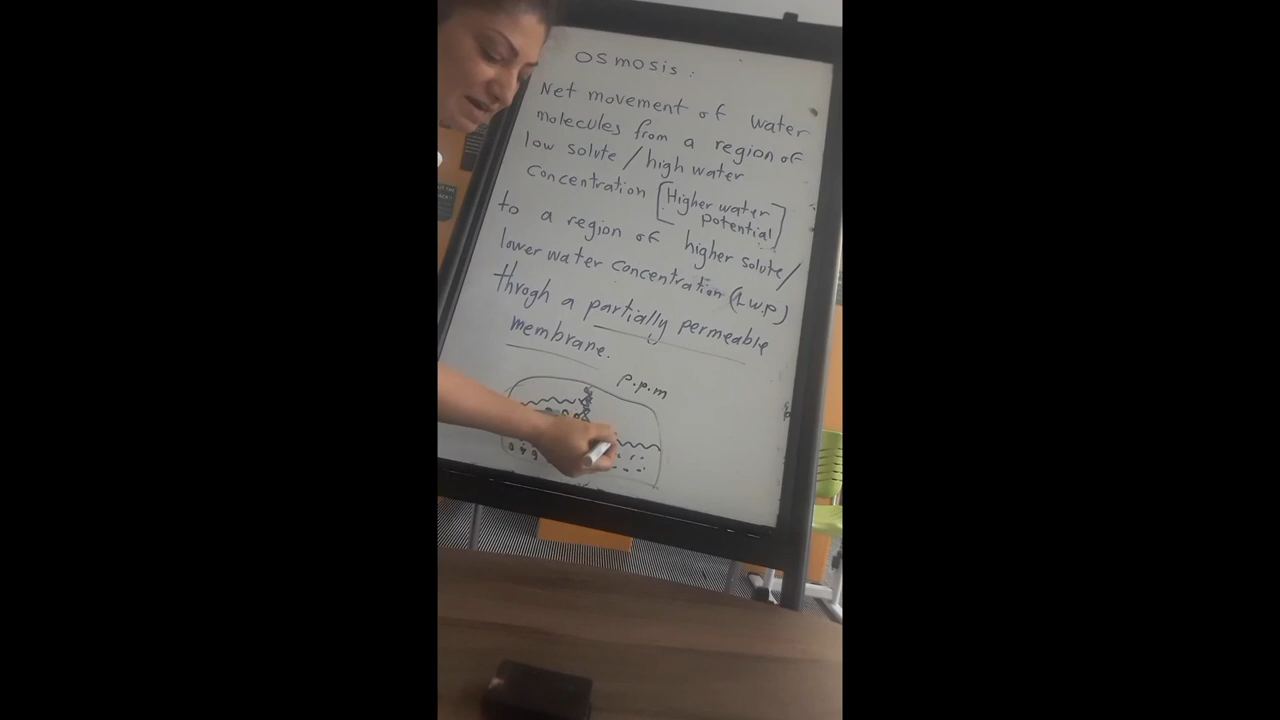 OSMOSIS :
Net movement of water
molecules from a region of
low solute / high water
Concentration [Higher water
potential]
to a region of higher solute/
lower water concentration (L.w.p)
throgh a partially permeable
membrane.
P.p.m